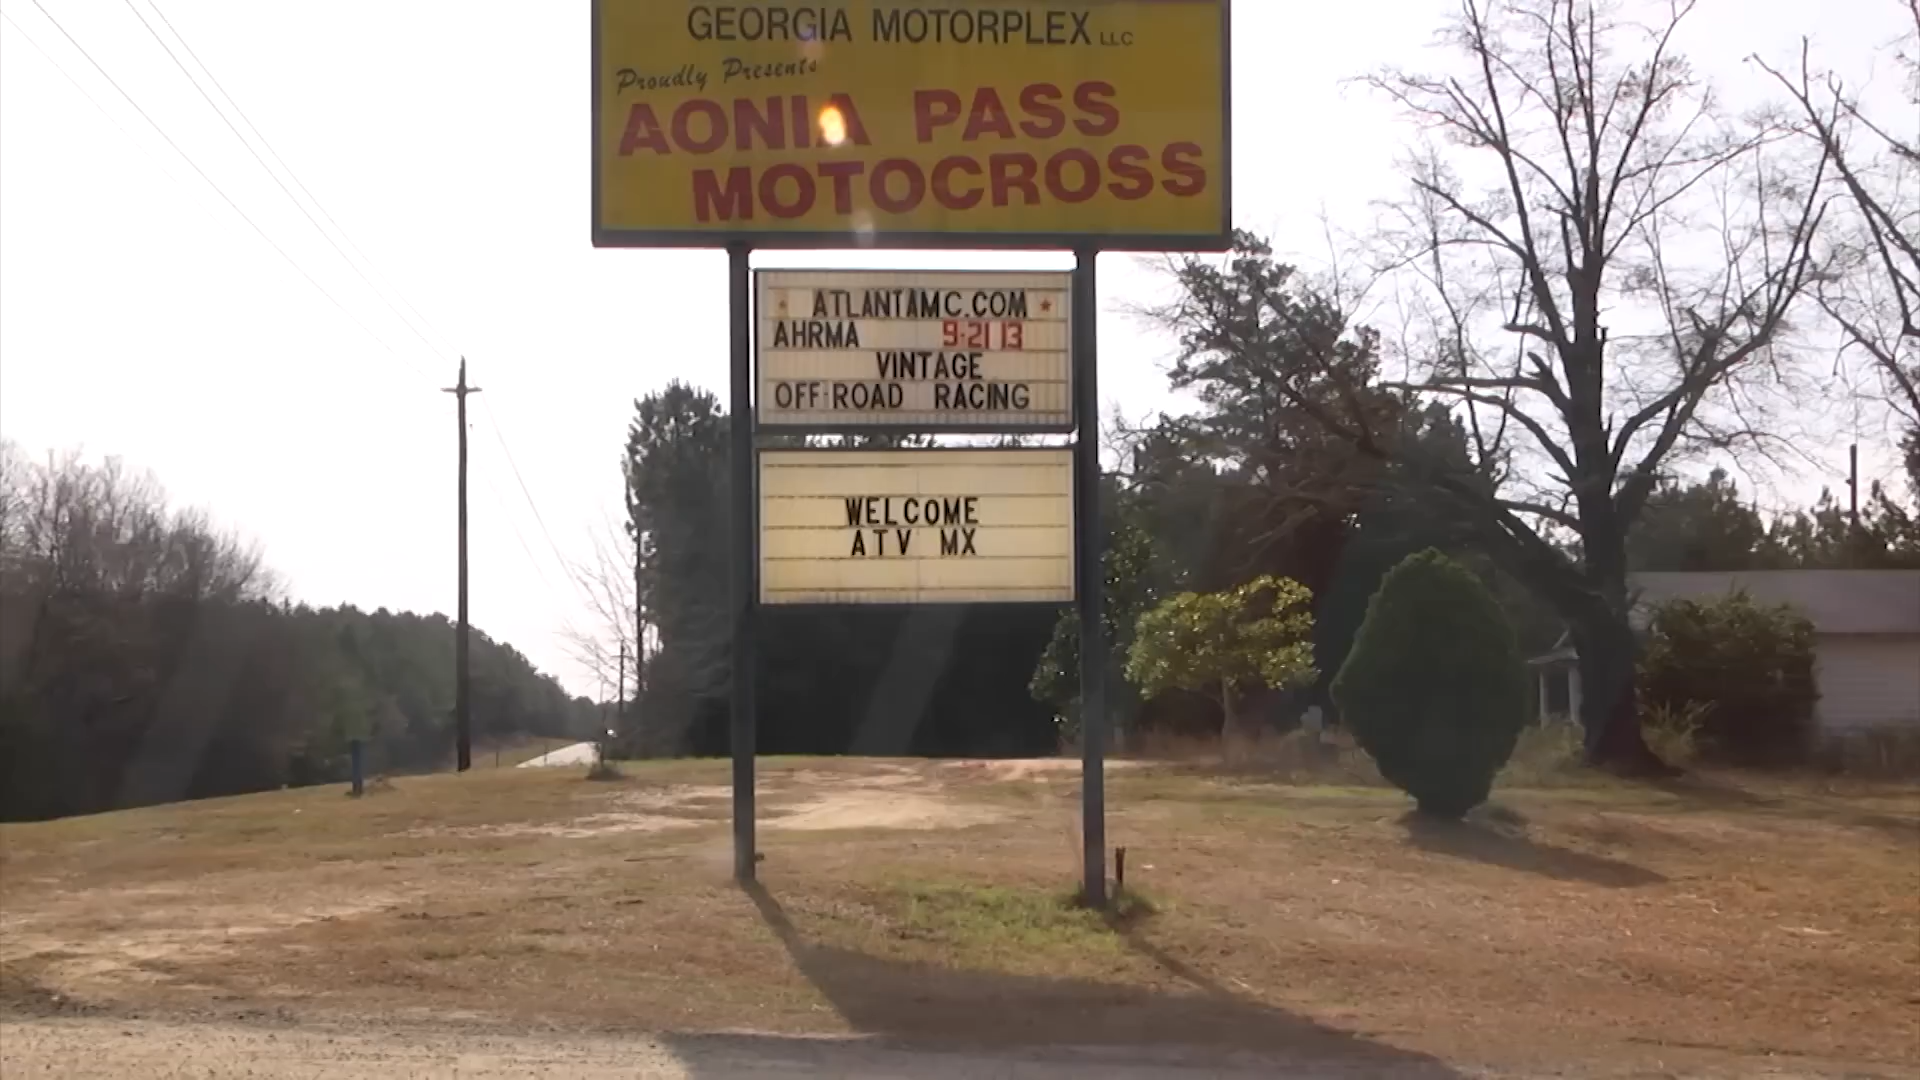 GEORGIA MOTORPLEX LLC
Proudly Presents
AONIA PASS
MOTOCROSS
ATLANTAMC.COM
AHRMA 9-21 13
VINTAGE
OFF-ROAD RACING
WELCOME
ATV MX